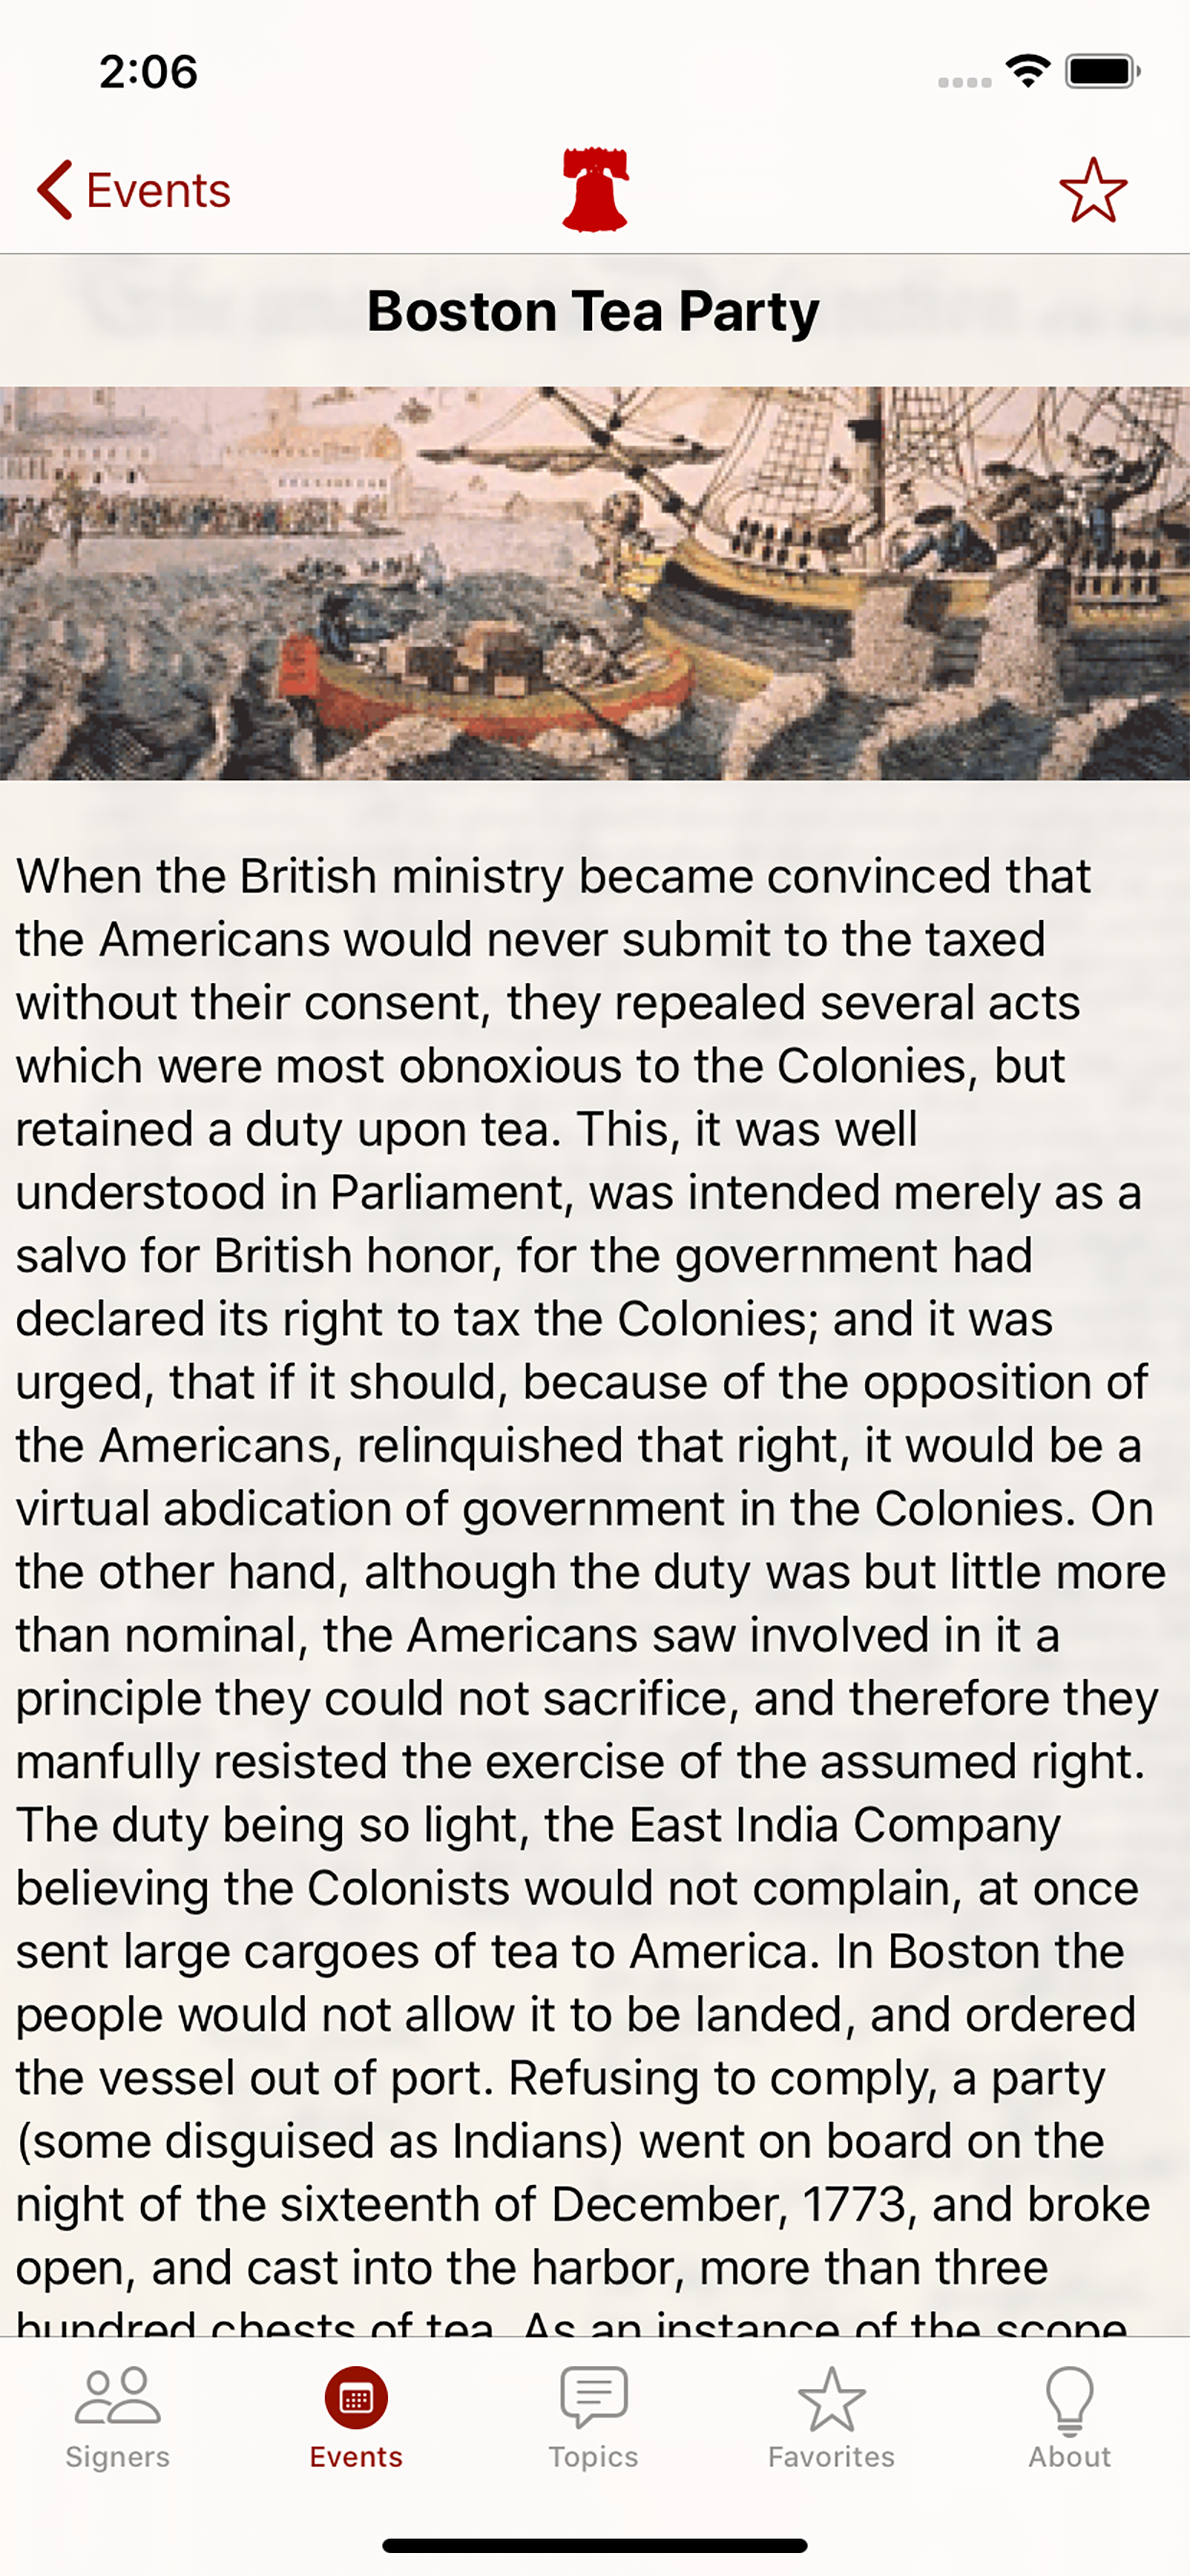 2:06
Events
Boston Tea Party
When the British ministry became convinced that
the Americans would never submit to the taxed
without their consent, they repealed several acts
which were most obnoxious to the Colonies, but
retained a duty upon tea. This, it was well
understood in Parliament, was intended merely as a
salvo for British honor, for the government had
declared its right to tax the Colonies; and it was
urged, that if it should, because of the opposition of
the Americans, relinquished that right, it would be a
virtual abdication of government in the Colonies. On
the other hand, although the duty was but little more
than nominal, the Americans saw involved in it a
principle they could not sacrifice, and therefore they
manfully resisted the exercise of the assumed right.
The duty being so light, the East India Company
believing the Colonists would not complain, at once
sent large cargoes of tea to America. In Boston the
people would not allow it to be landed, and ordered
the vessel out of port. Refusing to comply, a party
(some disguised as Indians) went on board on the
night of the sixteenth of December, 1773, and broke
open, and cast into the harbor, more than three
hundred chests of tea. As an instance of the scope
Signers
Events
Topics
Favorites
About